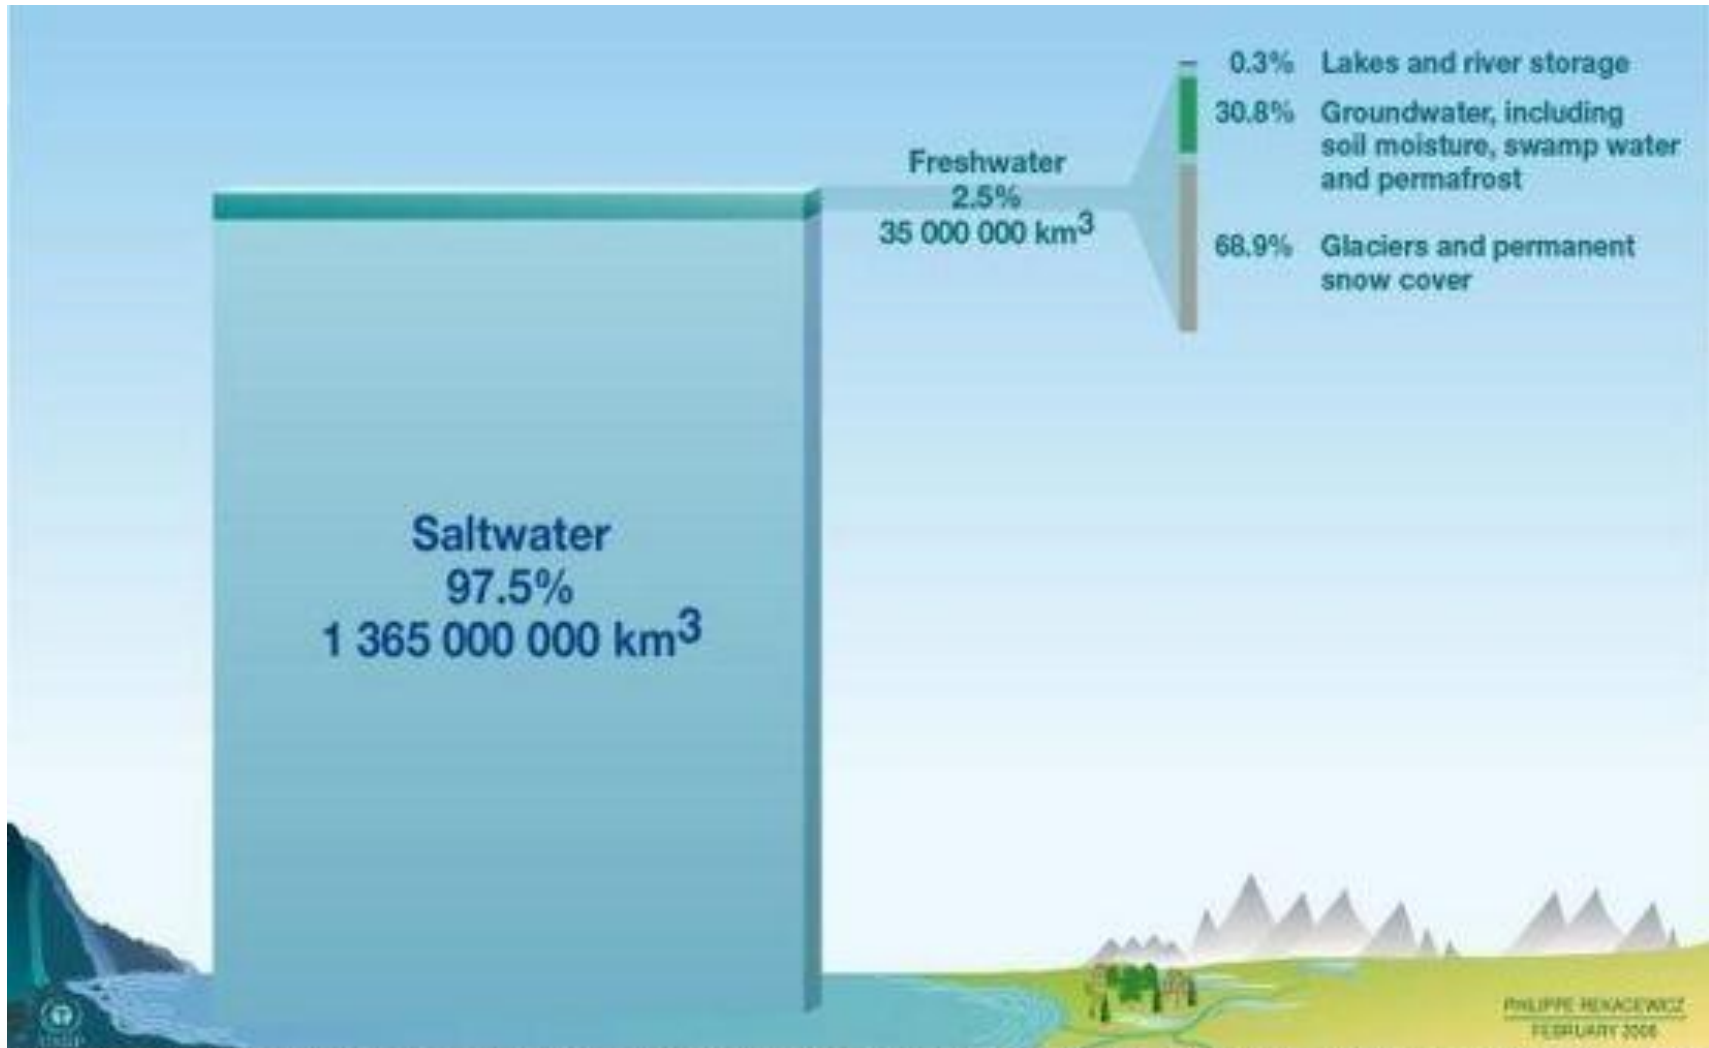 0.3% Lakes and river storage
30.8% Groundwater, including
soil moisture, swamp water
and permafrost
68.9% Glaciers and permanent
snow cover
Freshwater
2.5%
35 000 000 km³
Saltwater
97.5%
1 365 000 000 km³
PHILIPPE REKACEWICZ
FEBRUARY